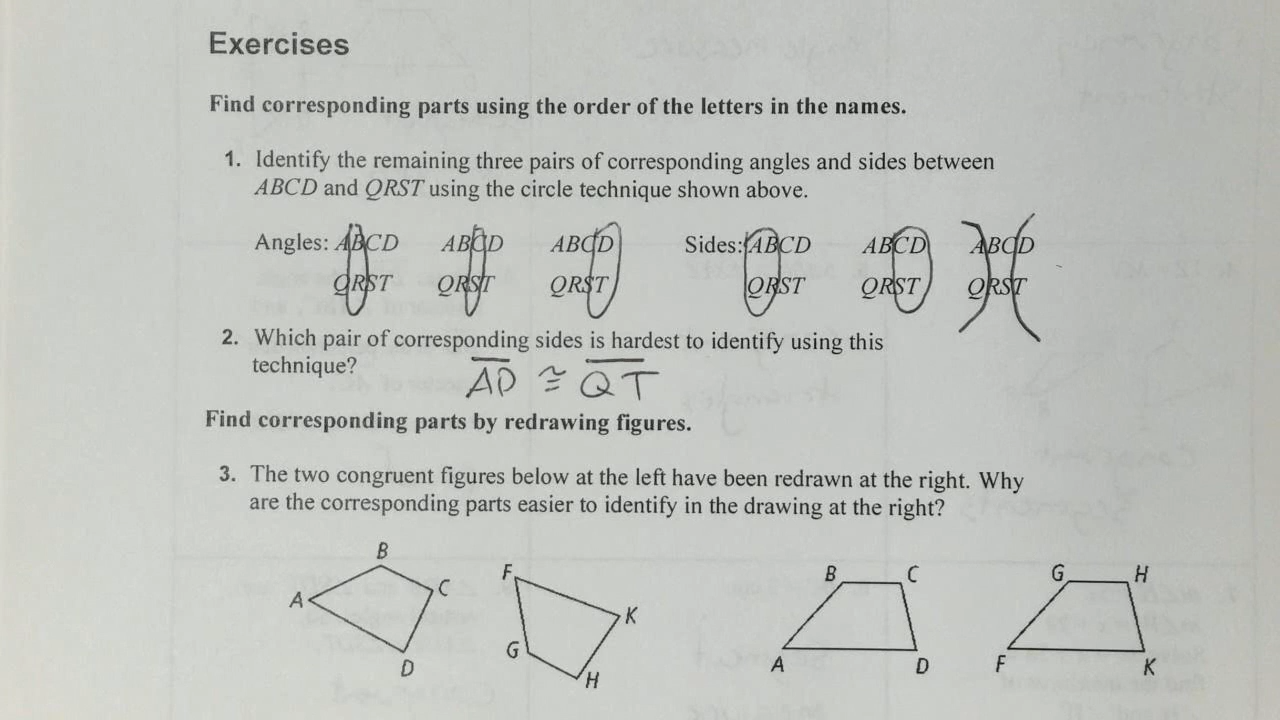 Exercises
Find corresponding parts using the order of the letters in the names.
1. Identify the remaining three pairs of corresponding angles and sides between
ABCD and QRST using the circle technique shown above.
Angles: ABCD ABCD ABCD Sides: ABCD ABCD ABCD
QRST QRST QRST QRST QRST QRST
2. Which pair of corresponding sides is hardest to identify using this
technique?
AD ≅ QT
Find corresponding parts by redrawing figures.
3. The two congruent figures below at the left have been redrawn at the right. Why
are the corresponding parts easier to identify in the drawing at the right?
B
A C F K G H D
B C G H
A D F K